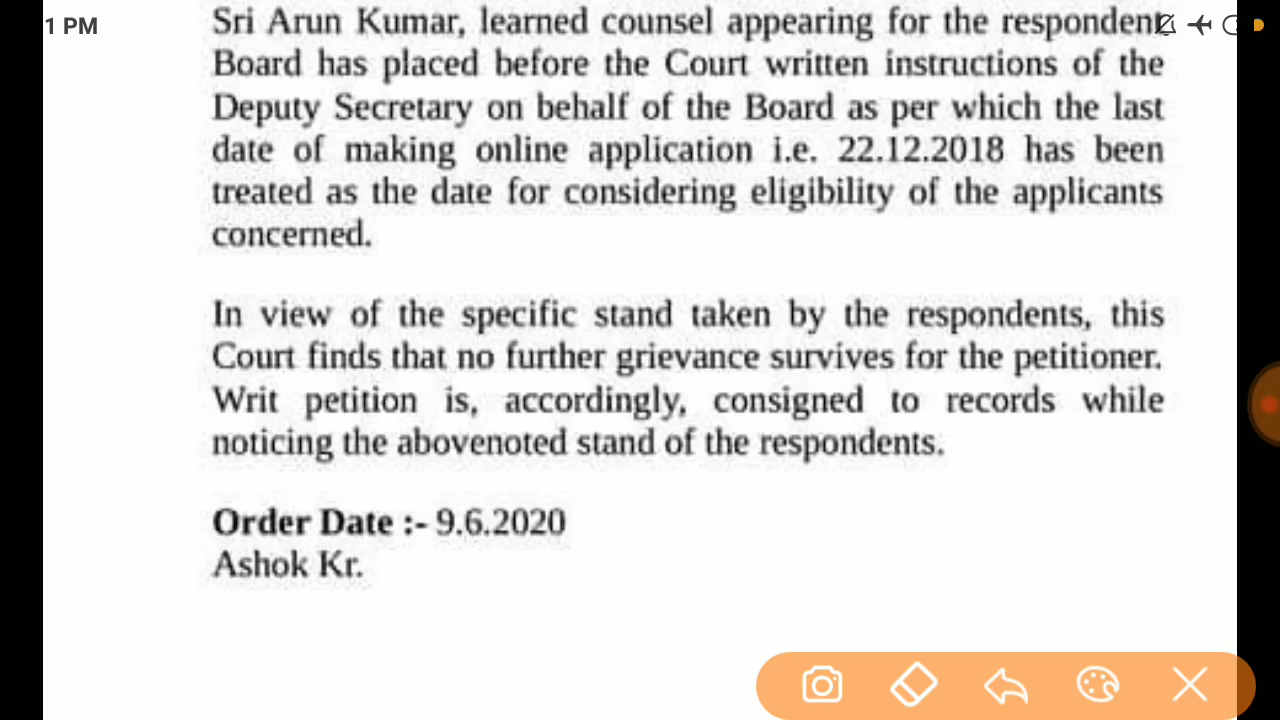 1 PM
Sri Arun Kumar, learned counsel appearing for the respondent
Board has placed before the Court written instructions of the
Deputy Secretary on behalf of the Board as per which the last
date of making online application i.e. 22.12.2018 has been
treated as the date for considering eligibility of the applicants
concerned.
In view of the specific stand taken by the respondents, this
Court finds that no further grievance survives for the petitioner.
Writ petition is, accordingly, consigned to records while
noticing the abovenoted stand of the respondents.
Order Date :- 9.6.2020
Ashok Kr.